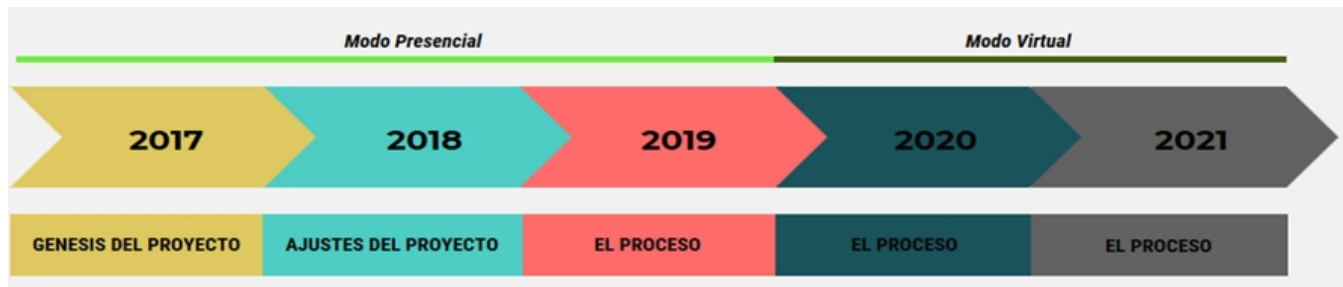 Modo Presencial
Modo Virtual
2017
2018
2019
2020
2021
GENESIS DEL PROYECTO
AJUSTES DEL PROYECTO
EL PROCESO
EL PROCESO
EL PROCESO